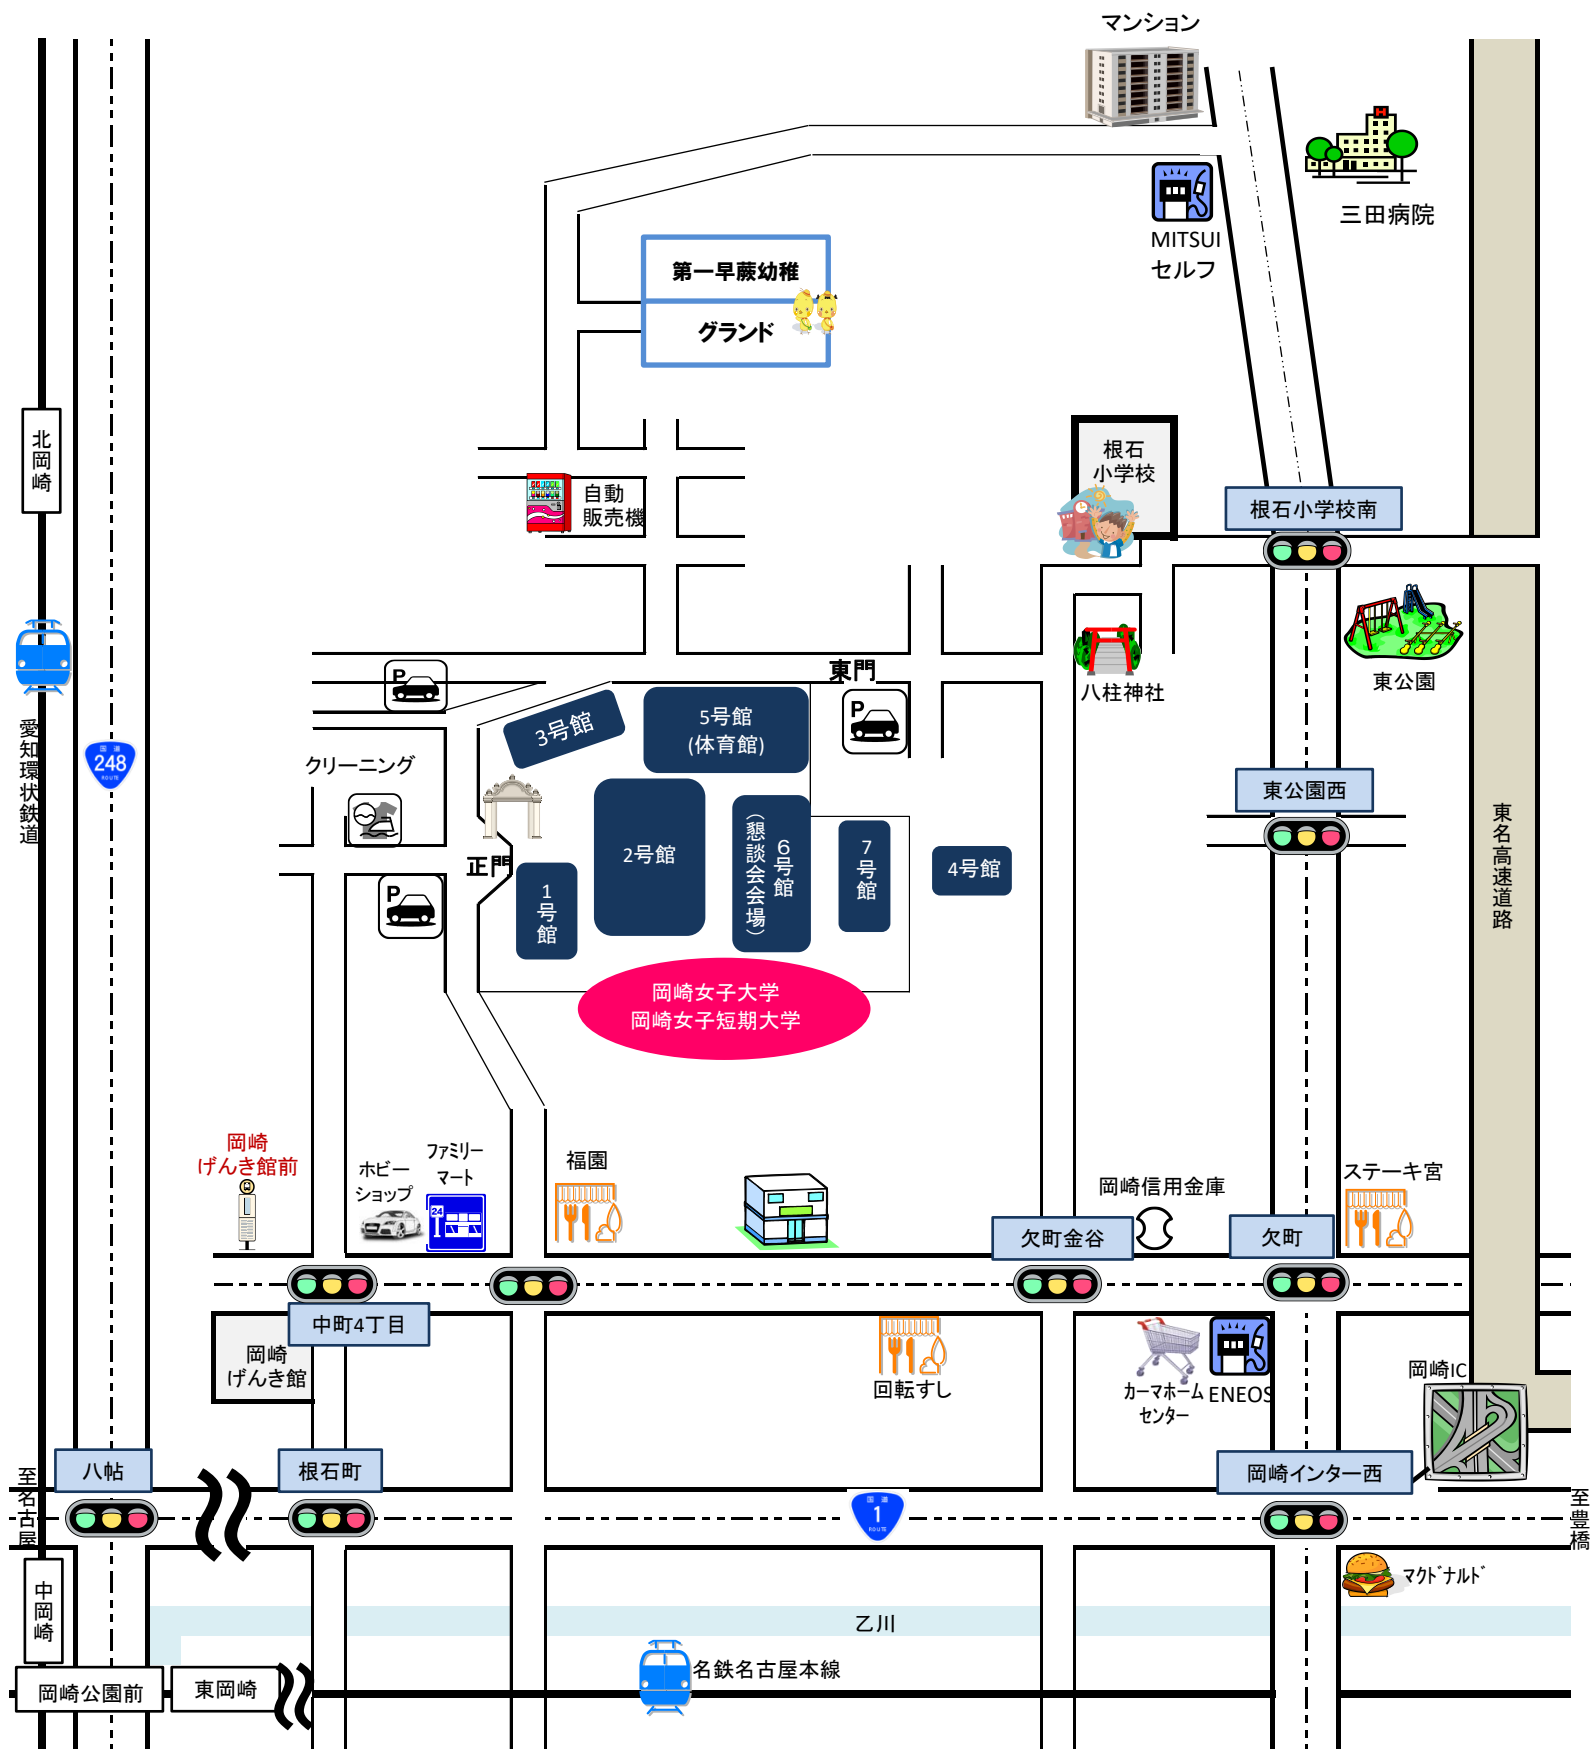 マンション
三田病院
MITSUI
セルフ
第一早蕨幼稚
グランド
北岡崎
根石
小学校
自動
販売機
根石小学校南
東公園
八柱神社
東門
P
P
3号館
5号館
(体育館)
愛知環状鉄道
国道
248
ROUTE
クリーニング
東公園西
東名高速道路
2号館
6号館
(懇談会会場)
7号館
4号館
正門
P
1号館
岡崎女子大学
岡崎女子短期大学
岡崎
げんき館前
ホビー
ショップ
ファミリー
マート
24
福園
岡崎信用金庫
ステーキ宮
欠町金谷
欠町
中町4丁目
岡崎
げんき館
回転すし
カーマホーム
センター
ENEOS
岡崎IC
八帖
根石町
岡崎インター西
至名古屋
国道
1
ROUTE
至豊橋
マクドナルド
中岡崎
乙川
名鉄名古屋本線
岡崎公園前
東岡崎